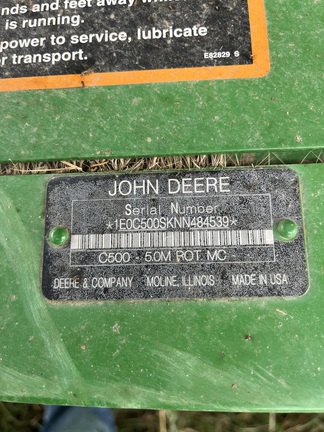 nds and feet away
is running.
power to service, lubricate
r transport.
E82829 S
JOHN DEERE
Serial Number
*1E0C500SKNN484539*
C500 - 5.0M ROT. MC
DEERE & COMPANY MOLINE, ILLINOIS MADE IN U.S.A.